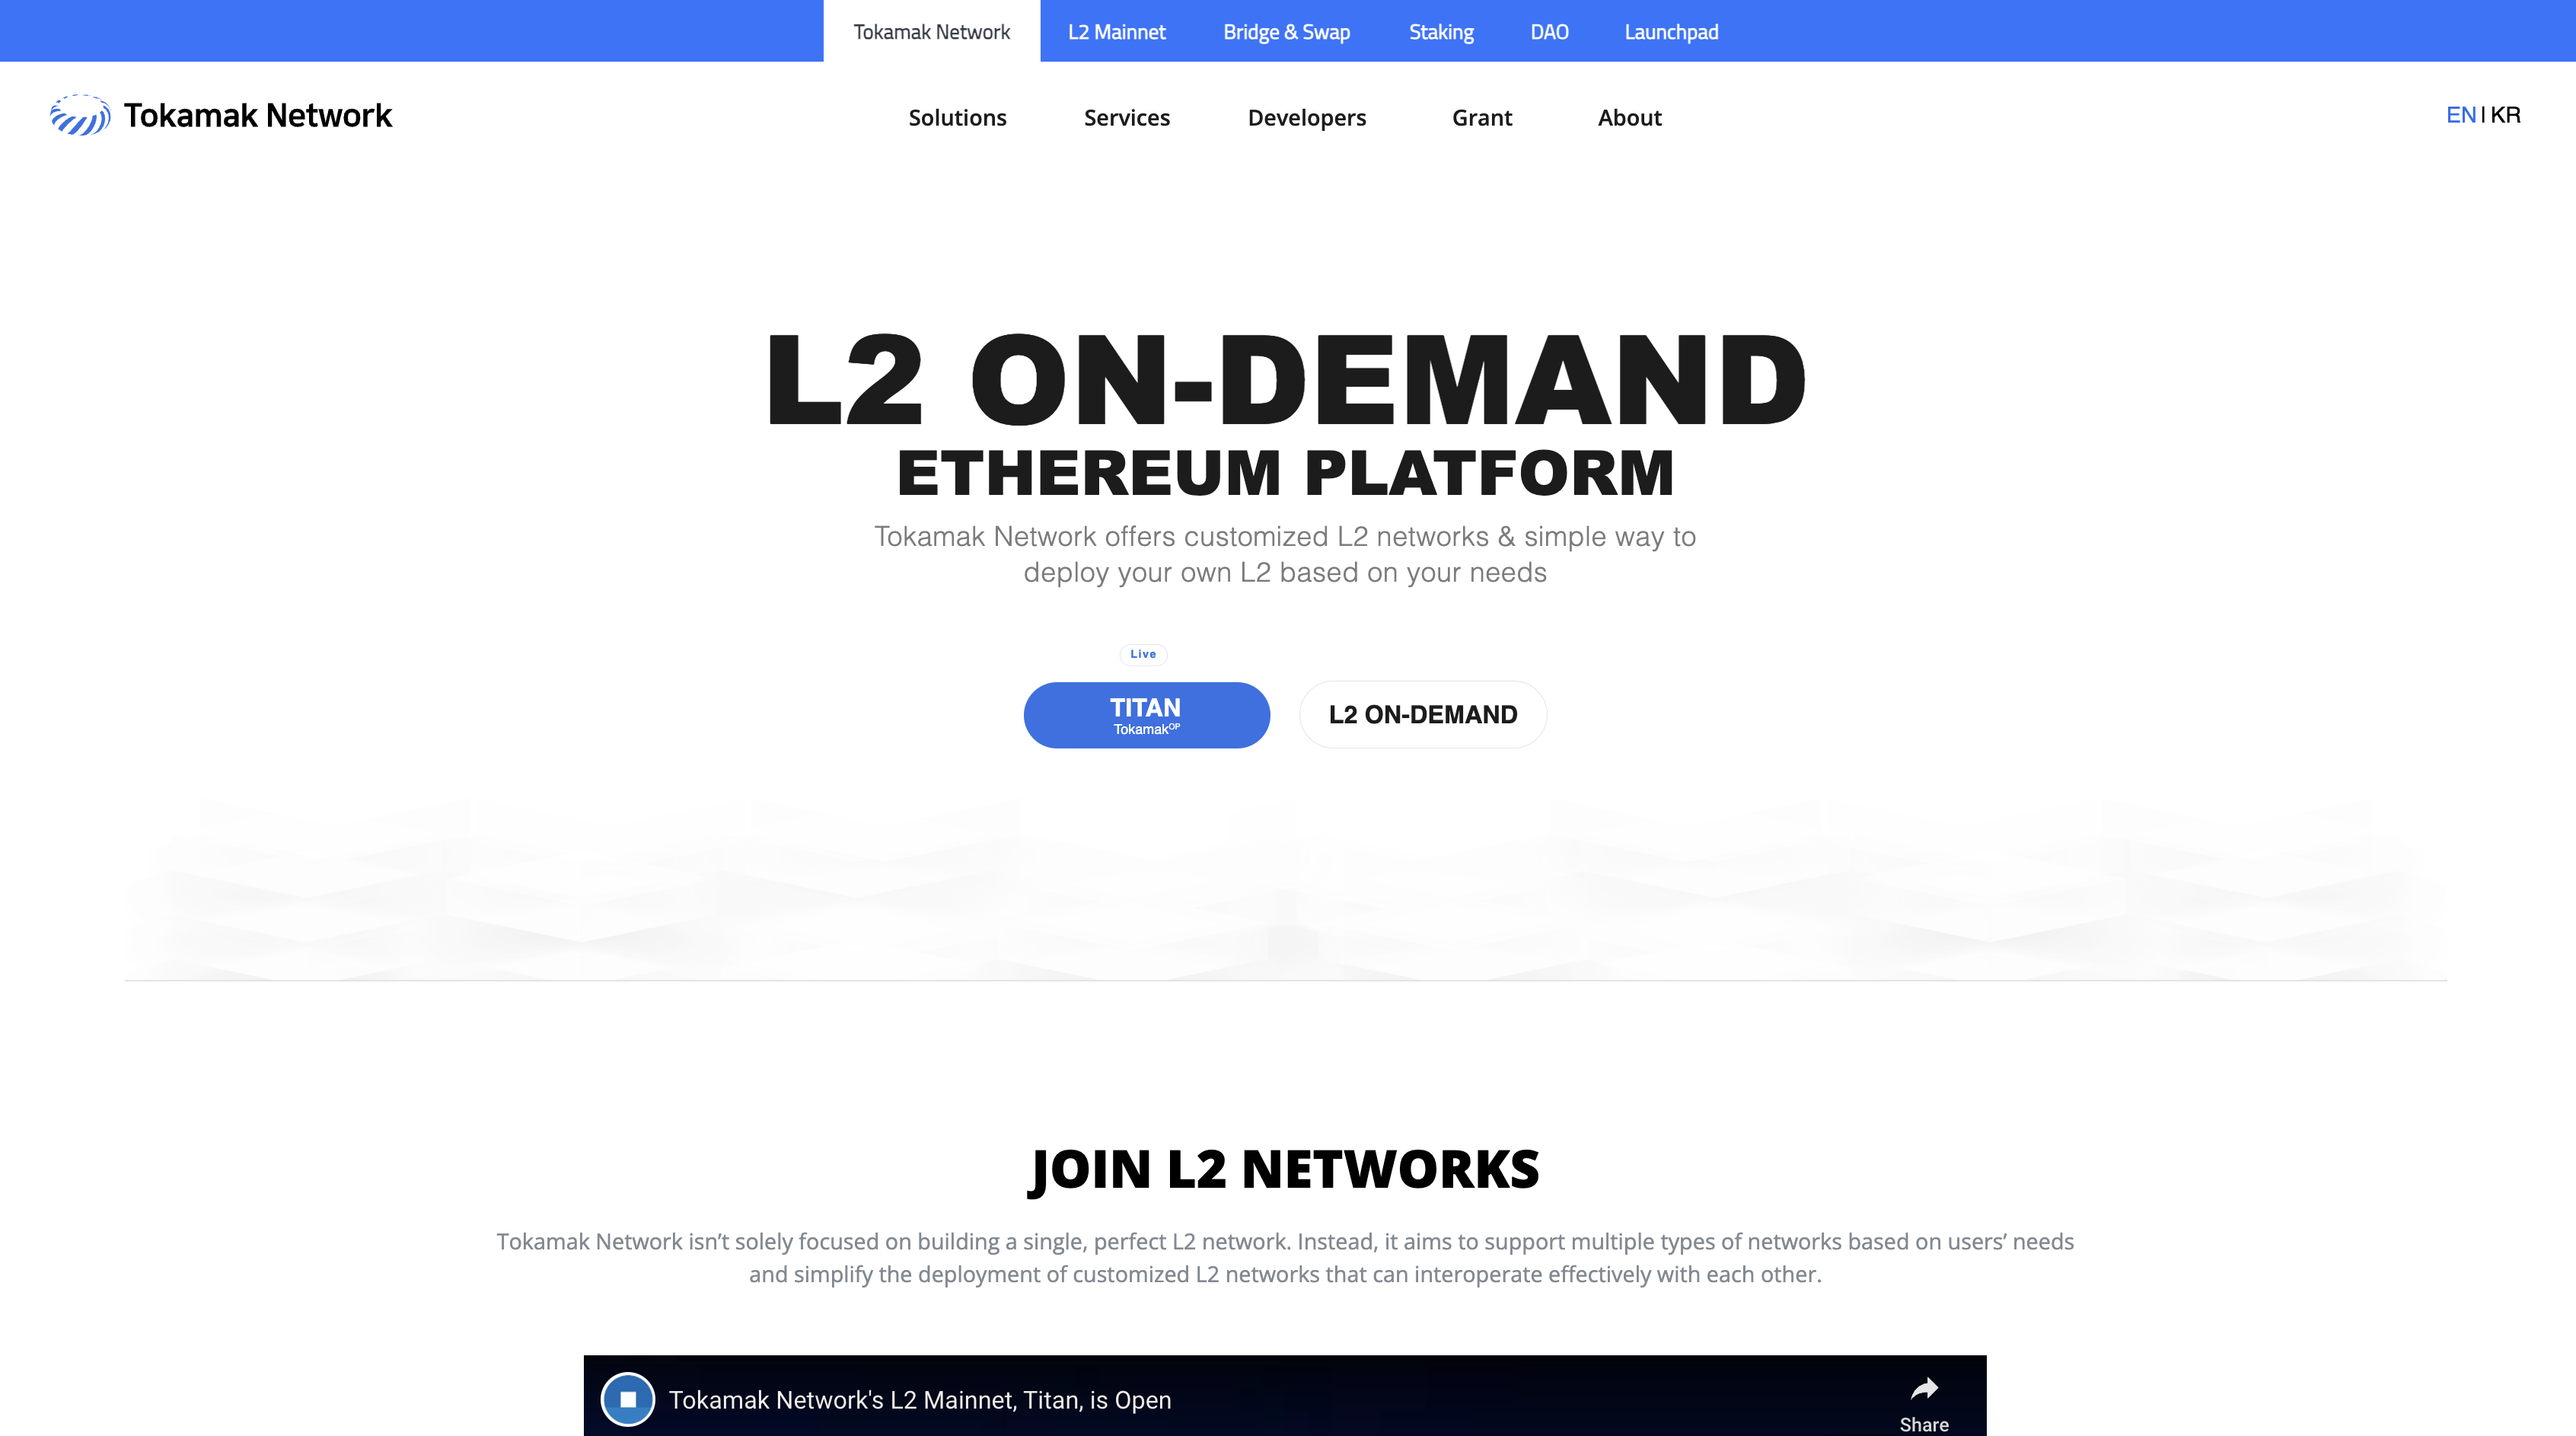 Tokamak Network L2 Mainnet Bridge & Swap Staking DAO Launchpad
Tokamak Network Solutions Services Developers Grant About EN | KR
L2 ON-DEMAND
ETHEREUM PLATFORM
Tokamak Network offers customized L2 networks & simple way to
deploy your own L2 based on your needs
Live
TITAN
Tokamak^OP
L2 ON-DEMAND
JOIN L2 NETWORKS
Tokamak Network isn’t solely focused on building a single, perfect L2 network. Instead, it aims to support multiple types of networks based on users’ needs
and simplify the deployment of customized L2 networks that can interoperate effectively with each other.
Tokamak Network's L2 Mainnet, Titan, is Open
Share